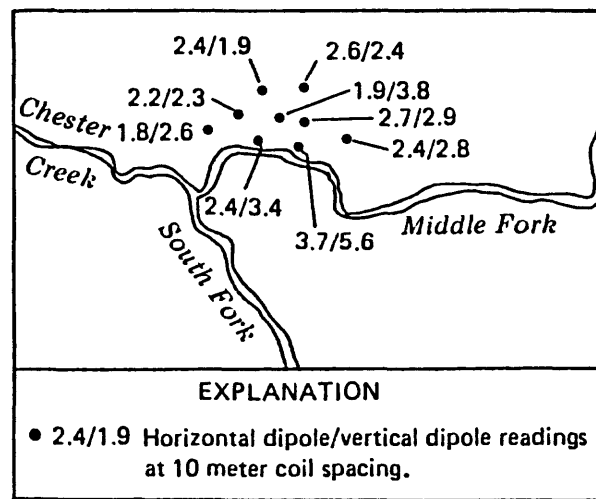 2.4/1.9
2.6/2.4
2.2/2.3
1.9/3.8
Chester
1.8/2.6
2.7/2.9
2.4/2.8
Creek
2.4/3.4
3.7/5.6
Middle Fork
South Fork
EXPLANATION
● 2.4/1.9 Horizontal dipole/vertical dipole readings
at 10 meter coil spacing.